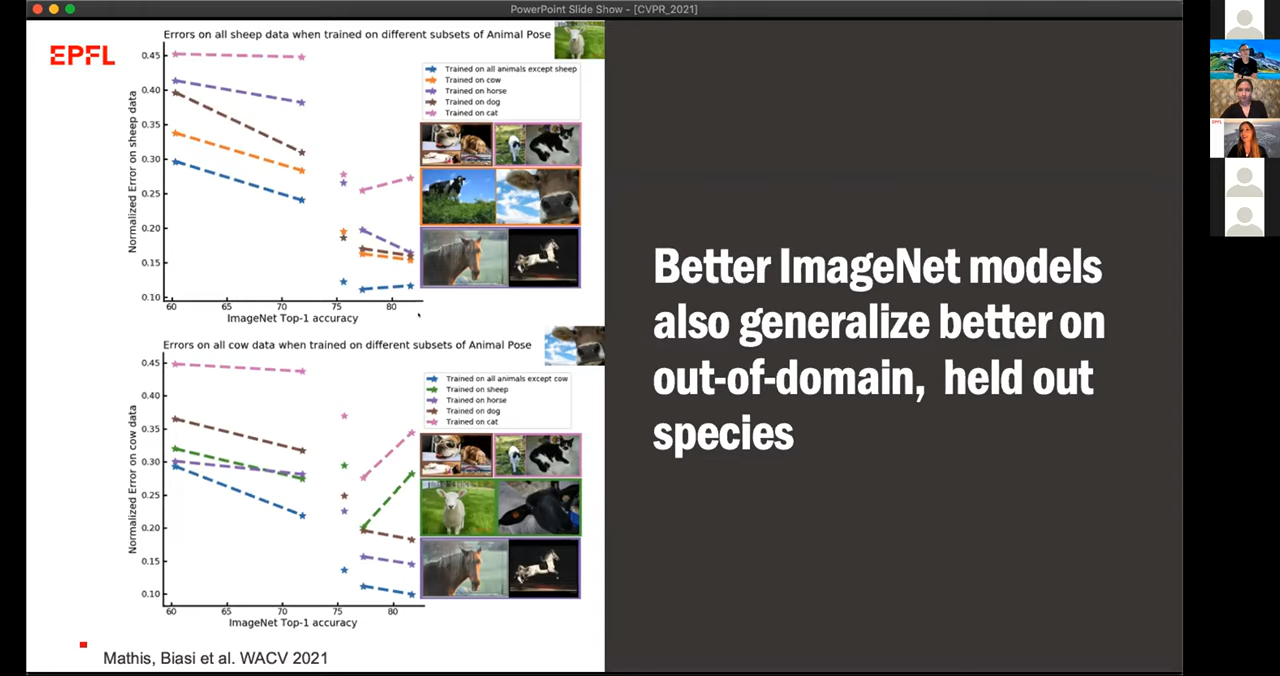 PowerPoint Slide Show - [CVPR_2021]
EPFL
Errors on all sheep data when trained on different subsets of Animal Pose
Normalized Error on sheep data
0.45
0.40
0.35
0.30
0.25
0.20
0.15
0.10
60 65 70 75 80
ImageNet Top-1 accuracy
Trained on all animals except sheep
Trained on cow
Trained on horse
Trained on dog
Trained on cat
Errors on all cow data when trained on different subsets of Animal Pose
Normalized Error on cow data
0.45
0.40
0.35
0.30
0.25
0.20
0.15
0.10
60 65 70 75 80
ImageNet Top-1 accuracy
Trained on all animals except cow
Trained on sheep
Trained on horse
Trained on dog
Trained on cat
Mathis, Biasi et al. WACV 2021
Better ImageNet models
also generalize better on
out-of-domain, held out
species
EPFL